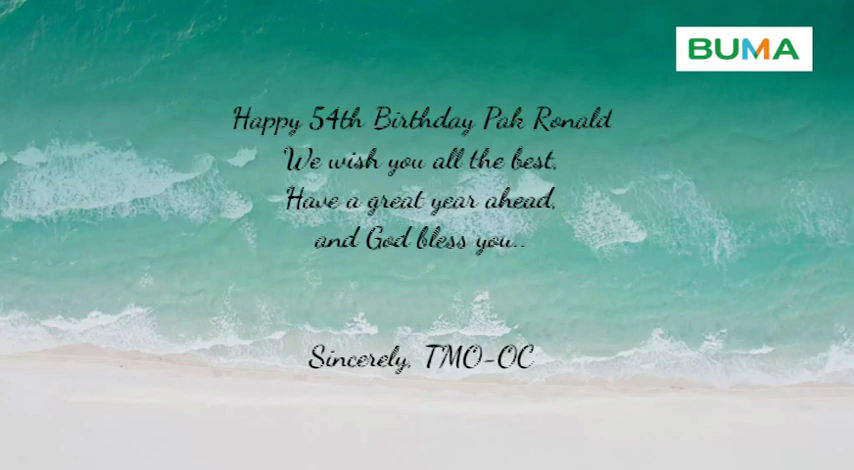 BUMA
Happy 54th Birthday Pak Ronald
We wish you all the best,
Have a great year ahead,
and God bless you..
Sincerely, TMO-OC